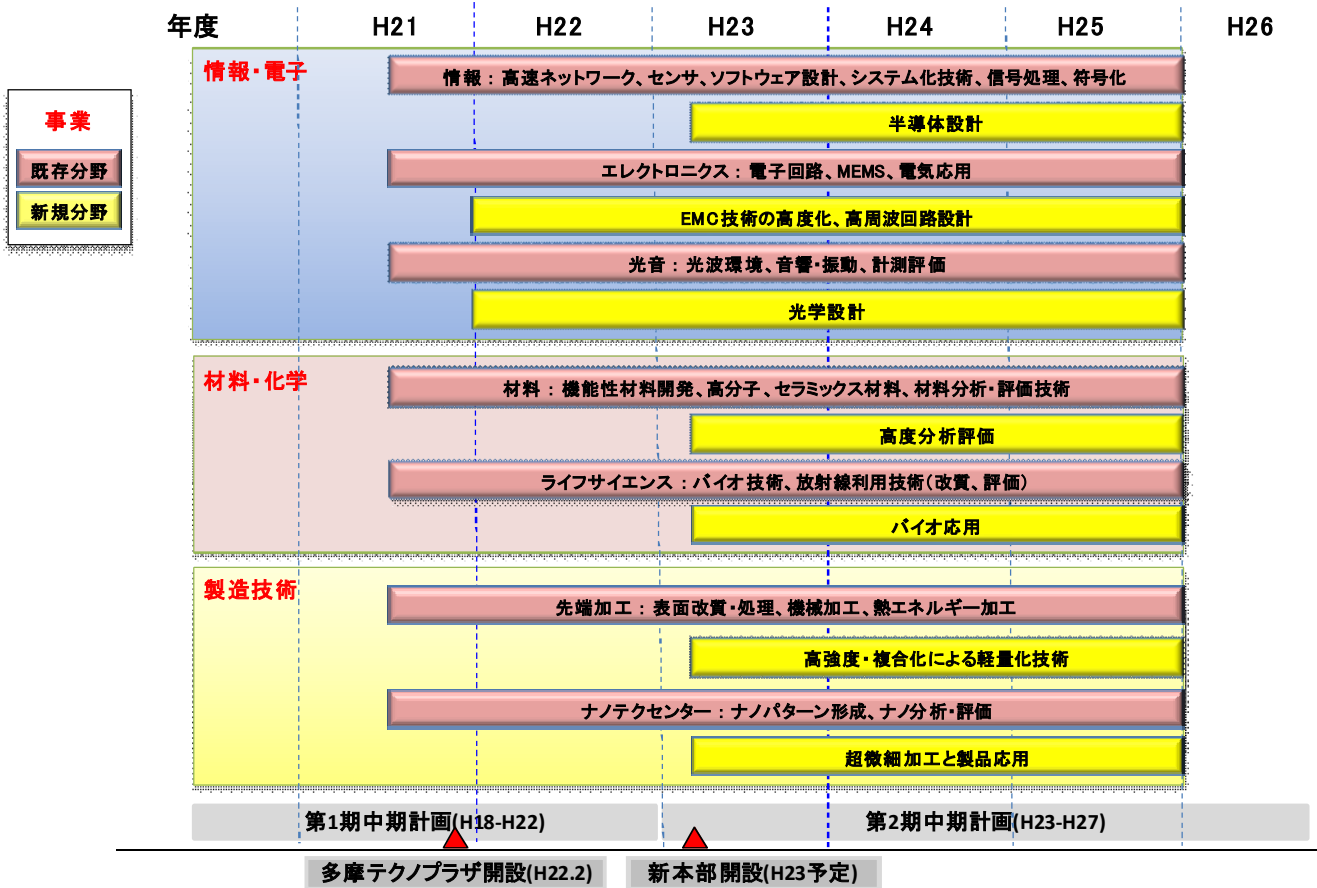 年度 H21 H22 H23 H24 H25 H26
事業
既存分野
新規分野
情報・電子
情報：高速ネットワーク、センサ、ソフトウェア設計、システム化技術、信号処理、符号化
半導体設計
エレクトロニクス：電子回路、MEMS、電気応用
EMC技術の高度化、高周波回路設計
光音：光波環境、音響・振動、計測評価
光学設計
材料・化学
材料：機能性材料開発、高分子、セラミックス材料、材料分析・評価技術
高度分析評価
ライフサイエンス：バイオ技術、放射線利用技術（改質、評価）
バイオ応用
製造技術
先端加工：表面改質・処理、機械加工、熱エネルギー加工
高強度・複合化による軽量化技術
ナノテクセンター：ナノパターン形成、ナノ分析・評価
超微細加工と製品応用
第1期中期計画(H18-H22) 第2期中期計画(H23-H27)
多摩テクノプラザ開設(H22.2) 新本部開設(H23予定)